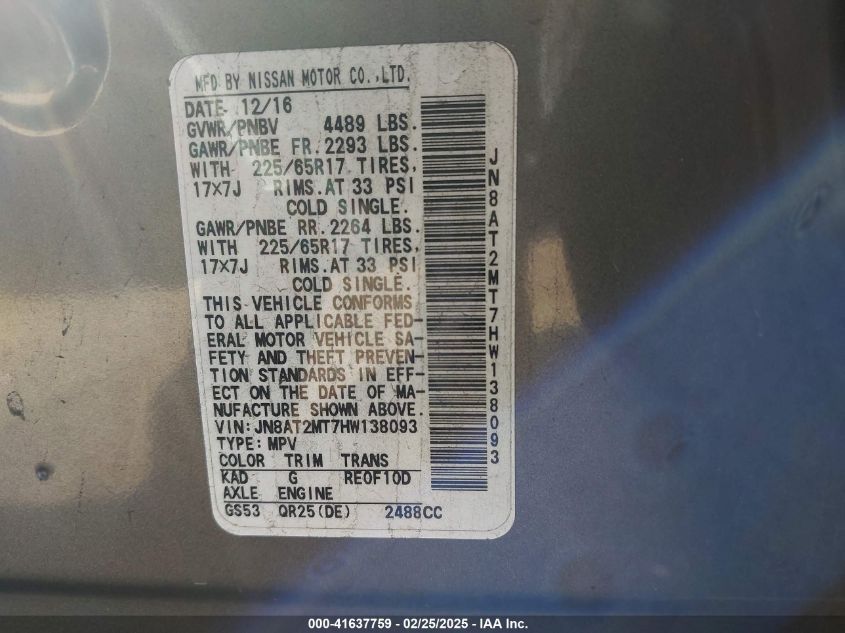 MFD BY NISSAN MOTOR CO.,LTD.
DATE 12/16
GVWR/PNBV 4489 LBS.
GAWR/PNBE FR.2293 LBS.
WITH 225/65R17 TIRES,
17X7J RIMS.AT 33 PSI
COLD SINGLE.
GAWR/PNBE RR.2264 LBS.
WITH 225/65R17 TIRES,
17X7J RIMS.AT 33 PSI
COLD SINGLE.
THIS VEHICLE CONFORMS
TO ALL APPLICABLE FED-
ERAL MOTOR VEHICLE SA-
FETY AND THEFT PREVEN-
TION STANDARDS IN EFF-
ECT ON THE DATE OF MA-
NUFACTURE SHOWN ABOVE.
VIN:JN8AT2MT7HW138093
TYPE:MPV
COLOR TRIM TRANS
KAD G RE0F10D
AXLE ENGINE
GS53 QR25(DE) 2488CC
JN8AT2MT7HW138093
000-41637759 - 02/25/2025 - IAA Inc.